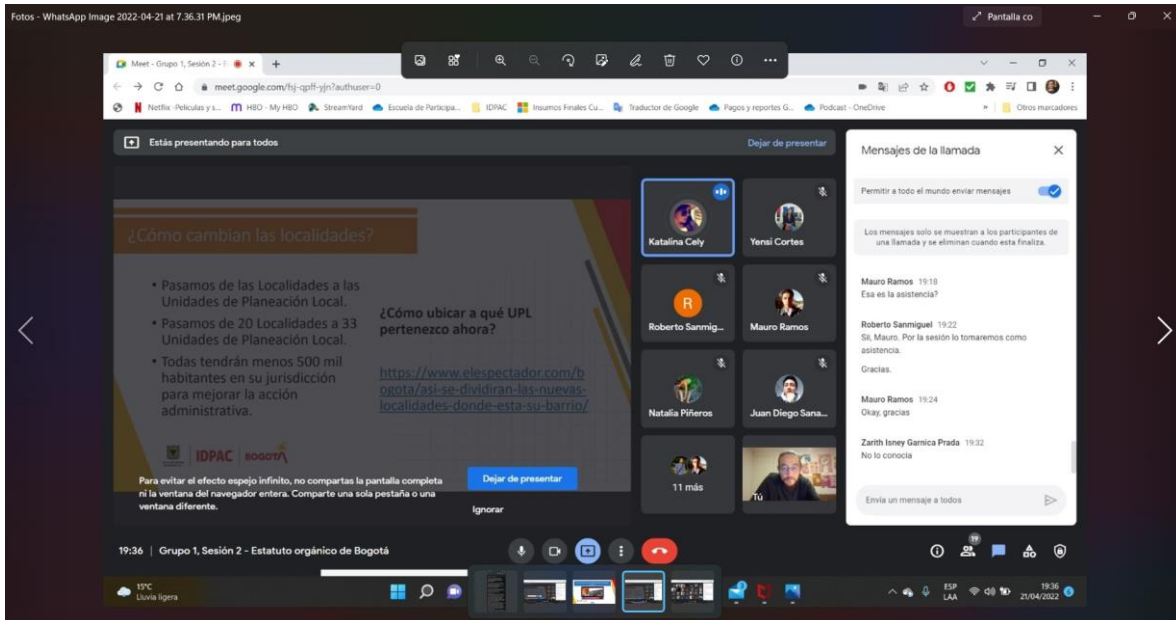 Fotos - WhatsApp Image 2022-04-21 at 7.36.31 PM.jpeg
Pantalla co
Meet - Grupo 1, Sesión 2 - E
meet.google.com/fsj-qpff-yjn?authuser=0
Netflix -Películas y s...
HBO - My HBO
StreamYard
Escuela de Participa...
IDPAC
Insumos Finales Cu...
Traductor de Google
Pagos y reportes G...
Podcast - OneDrive
Otros marcadores
Estás presentando para todos
Dejar de presentar
¿Cómo cambian las localidades?
• Pasamos de las Localidades a las
Unidades de Planeación Local.
• Pasamos de 20 Localidades a 33
Unidades de Planeación Local.
• Todas tendrán menos 500 mil
habitantes en su jurisdicción
para mejorar la acción
administrativa.
¿Cómo ubicar a qué UPL
pertenezco ahora?
https://www.elespectador.com/b
ogota/asi-se-dividiran-las-nuevas-
localidades-donde-esta-su-barrio/
IDPAC
BOGOTÁ
Para evitar el efecto espejo infinito, no compartas la pantalla completa
ni la ventana del navegador entera. Comparte una sola pestaña o una
ventana diferente.
Dejar de presentar
Ignorar
Katalina Cely
Yensi Cortes
R
Roberto Sanmig...
Mauro Ramos
Natalia Piñeros
Juan Diego Sana...
11 más
Tú
Mensajes de la llamada
Permitir a todo el mundo enviar mensajes
Los mensajes solo se muestran a los participantes de
una llamada y se eliminan cuando esta finaliza.
Mauro Ramos 19:18
Esa es la asistencia?
Roberto Sanmiguel 19:22
Sií, Mauro. Por la sesión lo tomaremos como
asistencia.
Gracias.
Mauro Ramos 19:24
Okay, gracias
Zarith Isney Garnica Prada 19:32
No lo conocia
Envía un mensaje a todos
19:36 | Grupo 1, Sesión 2 - Estatuto orgánico de Bogotá
19
15°C
Lluvia ligera
ESP
LAA
19:36
21/04/2022